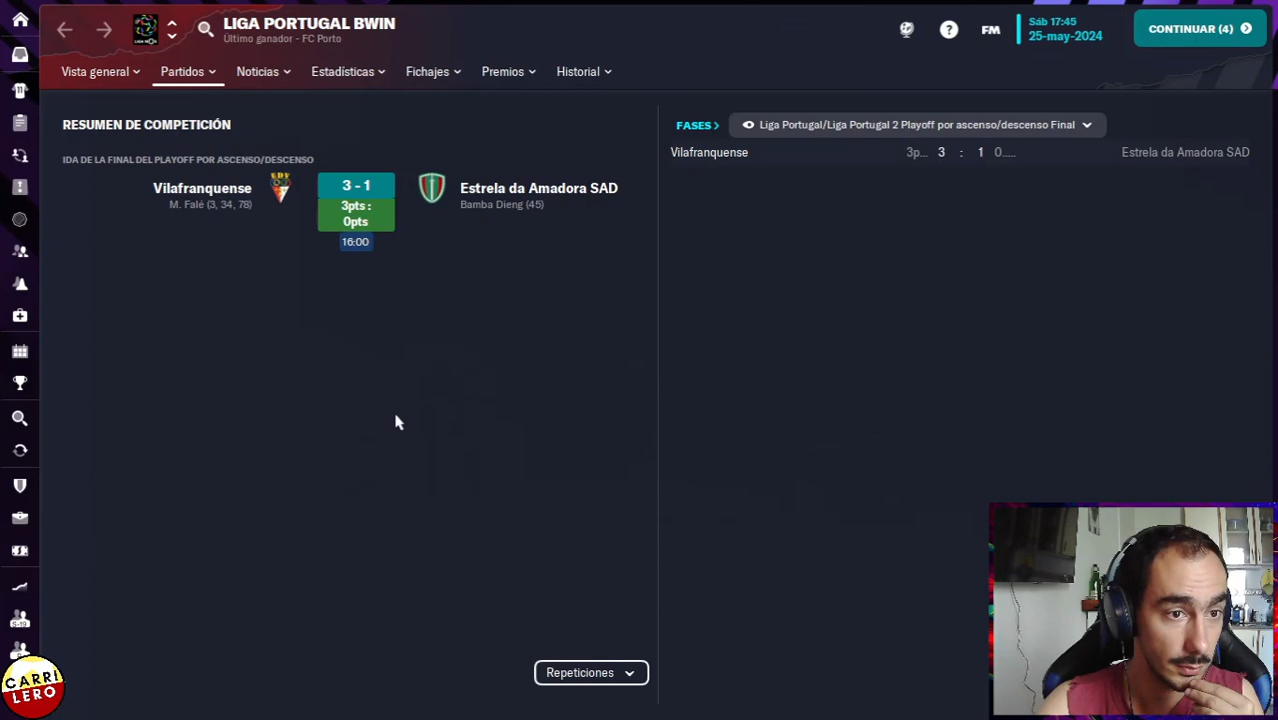 LIGA PORTUGAL BWIN
Último ganador - FC Porto
FM
Sáb 17:45
25-may-2024
CONTINUAR (4)
Vista general
Partidos
Noticias
Estadísticas
Fichajes
Premios
Historial
RESUMEN DE COMPETICIÓN
IDA DE LA FINAL DEL PLAYOFF POR ASCENSO/DESCENSO
Vilafranquense
M. Falé (3, 34, 78)
3 - 1
3pts :
0pts
16:00
Estrela da Amadora SAD
Bamba Dieng (45)
FASES
Liga Portugal/Liga Portugal 2 Playoff por ascenso/descenso Final
Vilafranquense 3p... 3 : 1 0.... Estrela da Amadora SAD
Repeticiones
S-19
CARRI
LERO